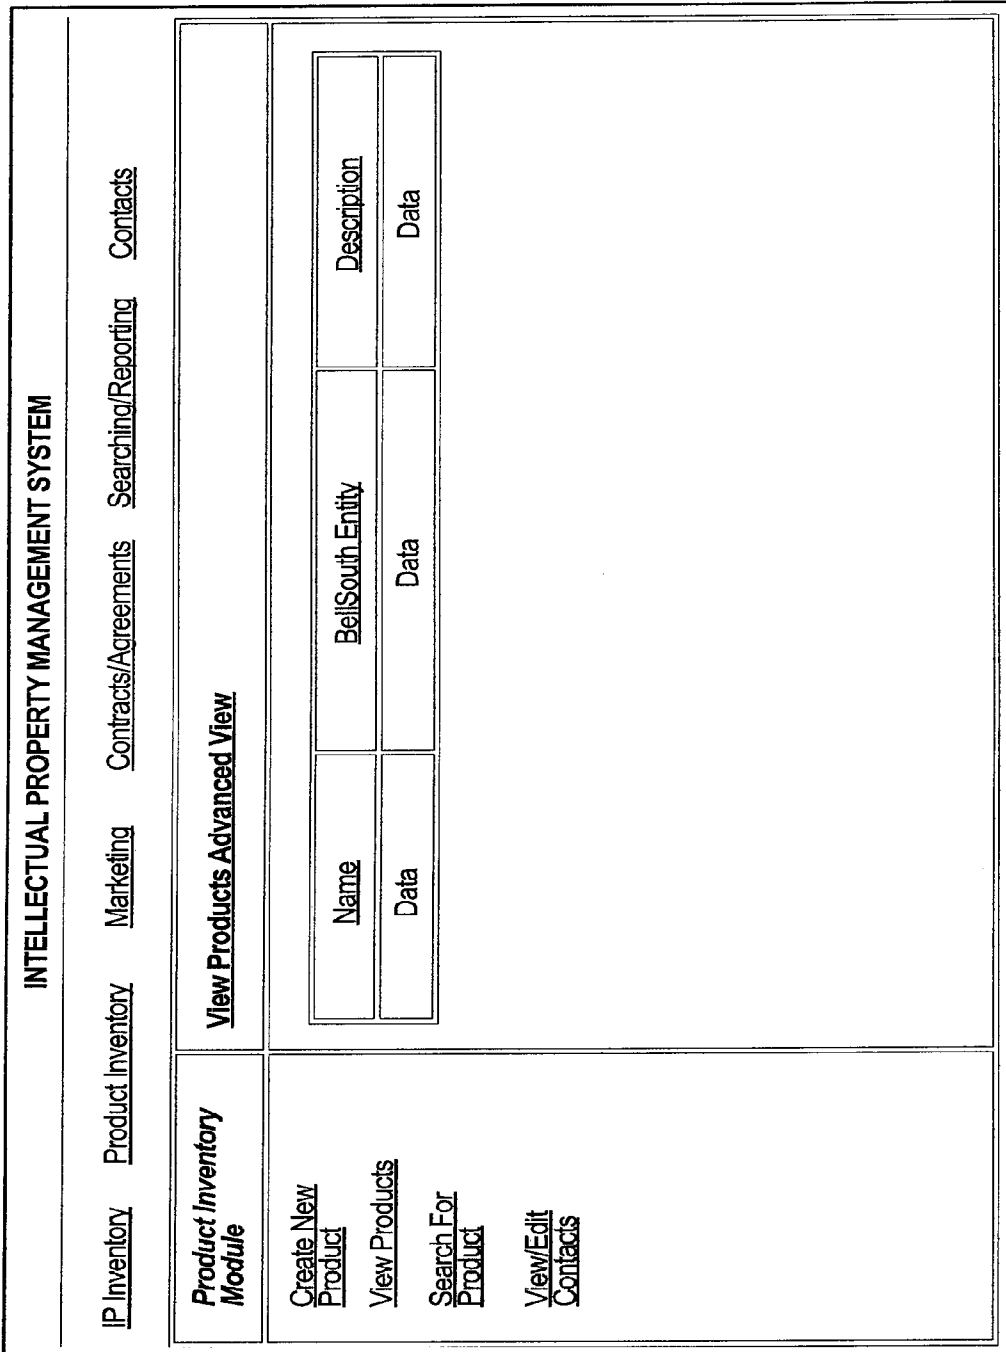 INTELLECTUAL PROPERTY MANAGEMENT SYSTEM
IP Inventory Product Inventory Marketing Contracts/Agreements Searching/Reporting Contacts
Product Inventory
Module
View Products Advanced View
Create New
Product
View Products
Search For
Product
View/Edit
Contacts
Name BellSouth Entity Description
Data Data Data